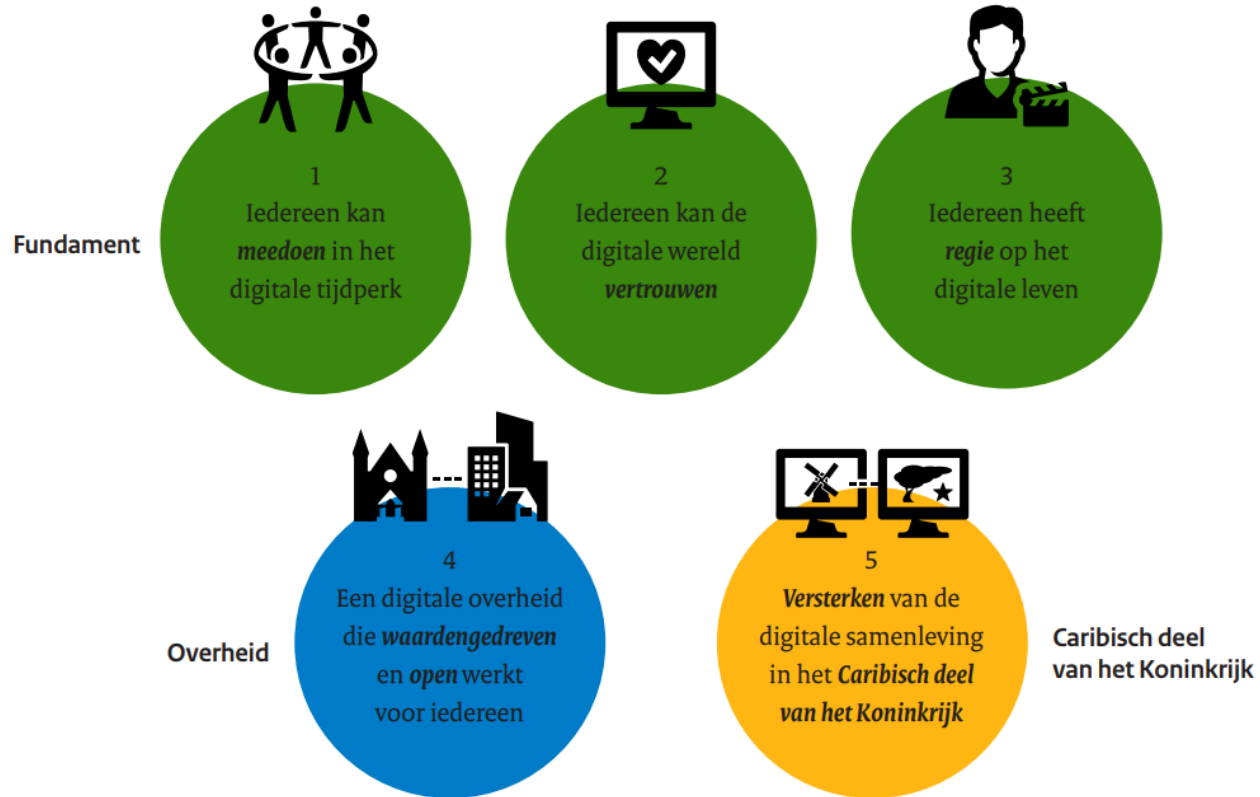 Fundament
1
Iedereen kan
meedoen in het
digitale tijdperk
2
Iedereen kan de
digitale wereld
vertrouwen
3
Iedereen heeft
regie op het
digitale leven
Overheid
4
Een digitale overheid
die waardengedreven
en open werkt
voor iedereen
5
Versterken van de
digitale samenleving
in het Caribisch deel
van het Koninkrijk
Caribisch deel
van het Koninkrijk